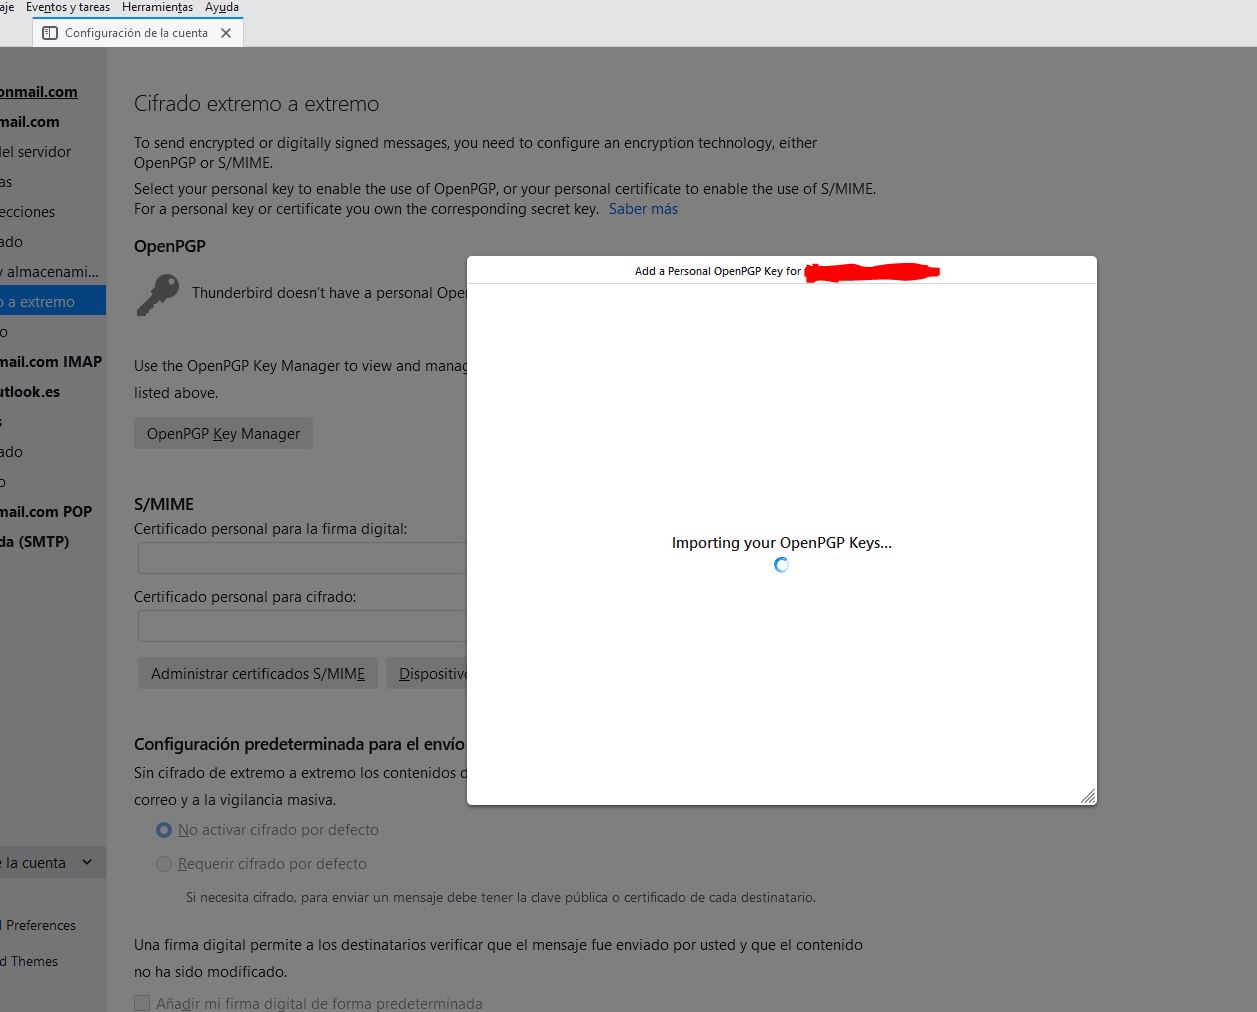 aje Eventos y tareas Herramientas Ayuda
Configuración de la cuenta
onmail.com
mail.com
del servidor
as
ecciones
ado
y almacenami...
o a extremo
o
mail.com IMAP
utlook.es
s
ado
o
mail.com POP
da (SMTP)
e la cuenta
d Preferences
d Themes
Cifrado extremo a extremo
To send encrypted or digitally signed messages, you need to configure an encryption technology, either
OpenPGP or S/MIME.
Select your personal key to enable the use of OpenPGP, or your personal certificate to enable the use of S/MIME.
For a personal key or certificate you own the corresponding secret key. Saber más
OpenPGP
Thunderbird doesn't have a personal Ope
Use the OpenPGP Key Manager to view and manag
listed above.
OpenPGP Key Manager
S/MIME
Certificado personal para la firma digital:
Certificado personal para cifrado:
Administrar certificados S/MIME Dispositivo
Configuración predeterminada para el envío
Sin cifrado de extremo a extremo los contenidos d
correo y a la vigilancia masiva.
No activar cifrado por defecto
Requerir cifrado por defecto
Si necesita cifrado, para enviar un mensaje debe tener la clave pública o certificado de cada destinatario.
Una firma digital permite a los destinatarios verificar que el mensaje fue enviado por usted y que el contenido
no ha sido modificado.
Añadir mi firma digital de forma predeterminada
Add a Personal OpenPGP Key for
Importing your OpenPGP Keys...